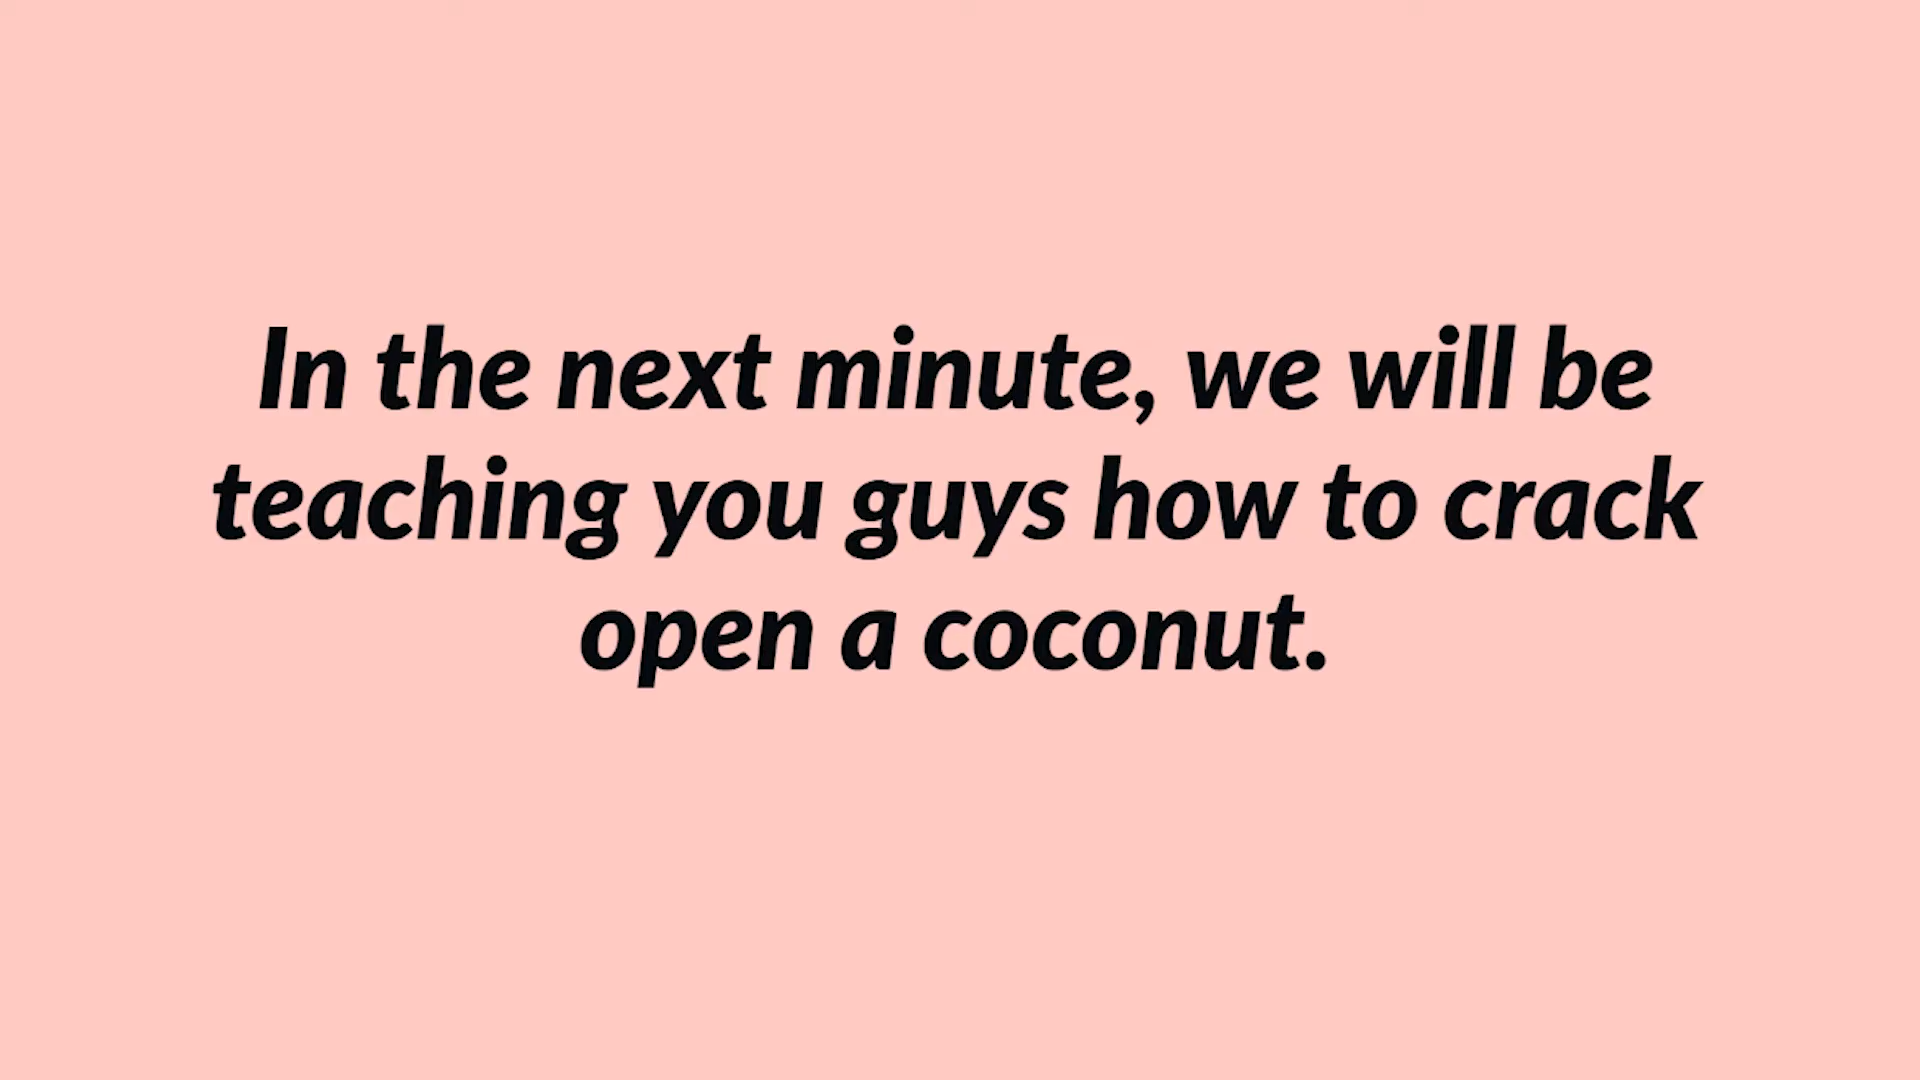 In the next minute, we will be
teaching you guys how to crack
open a coconut.